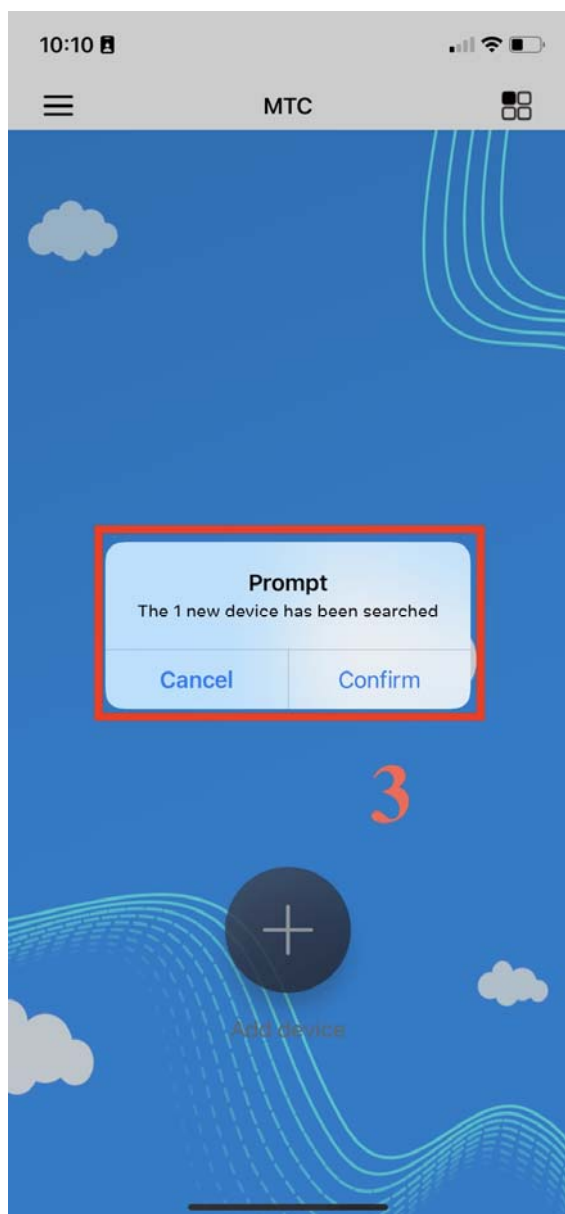 10:10
MTC
Prompt
The 1 new device has been searched
Cancel Confirm
3
Add device